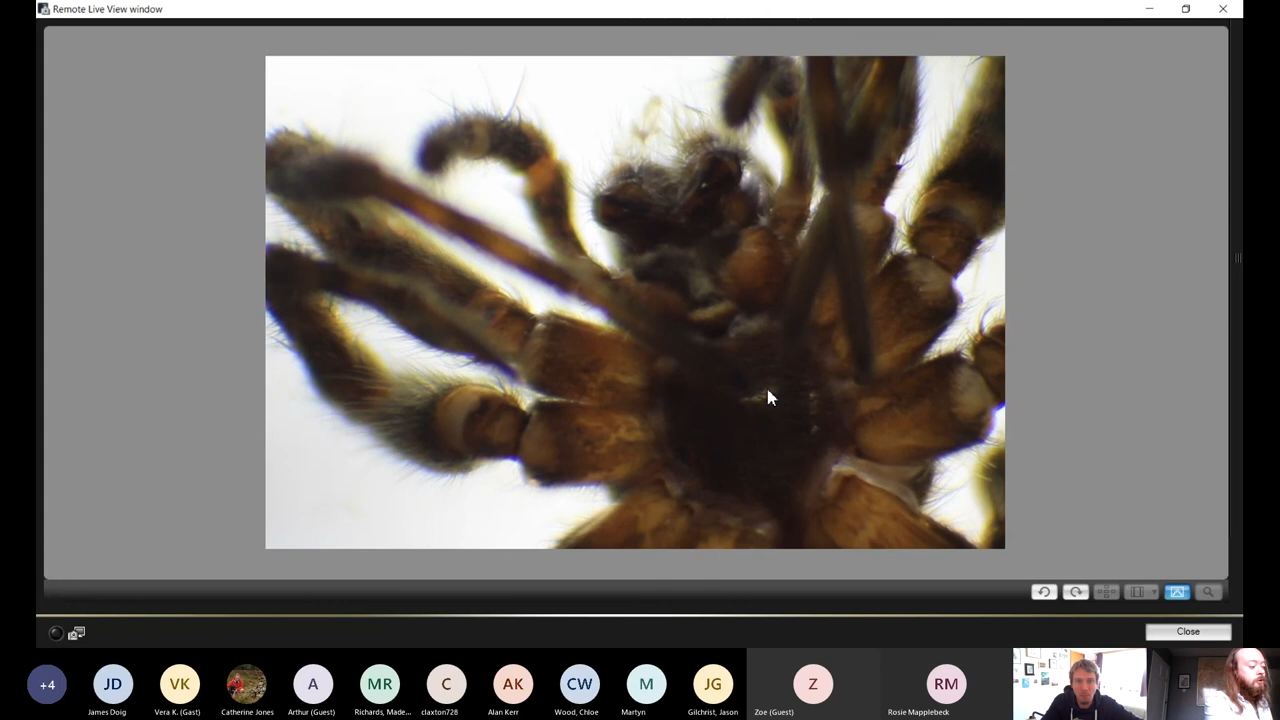 Remote Live View window
Close
+4
JD
VK
A
MR
C
AK
CW
M
JG
Z
RM
James Doig
Vera K. (Gast)
Catherine Jones
Arthur (Guest)
Richards, Made...
claxton728
Alan Kerr
Wood, Chloe
Martyn
Gilchrist, Jason
Zoe (Guest)
Rosie Mapplebeck